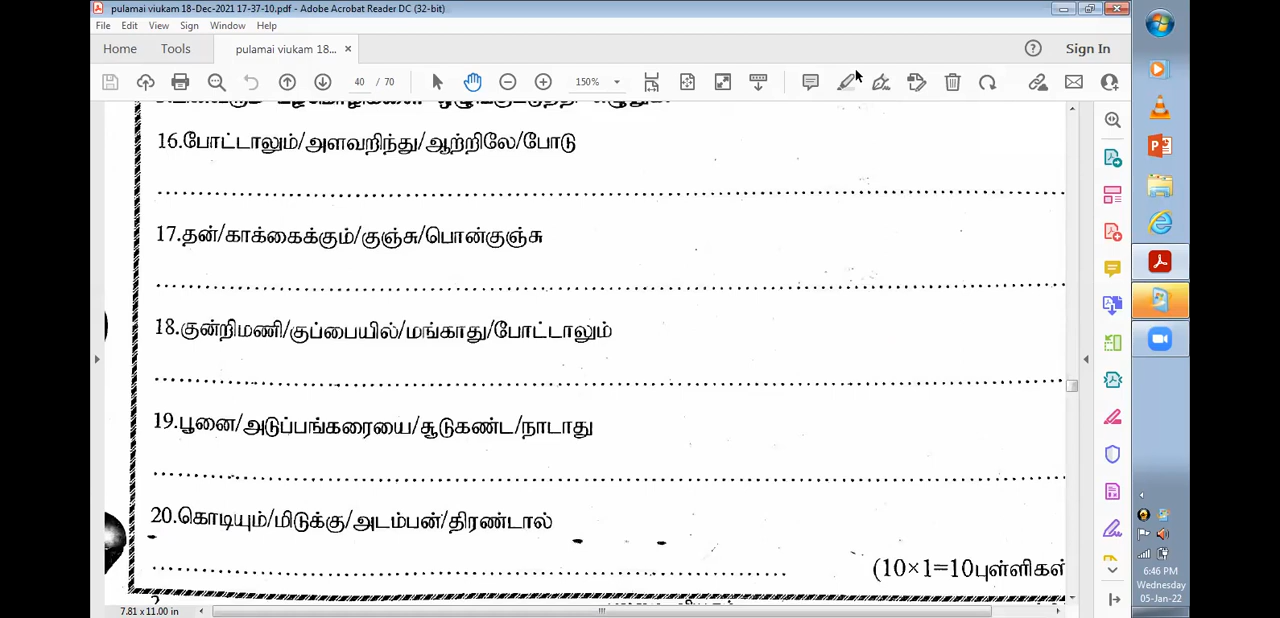 pulamai viukam 18-Dec-2021 17-37-10.pdf - Adobe Acrobat Reader DC (32-bit)
File Edit View Sign Window Help
Home Tools pulamai viukam 18... × Sign In
40 / 70 150%
16.போட்டாலும்/அளவறிந்து/ஆற்றிலே/போடு
17.தன்/காக்கைக்கும்/குஞ்சு/பொன்குஞ்சு
18.குன்றிமணி/குப்பையில்/மங்காது/போட்டாலும்
19.பூனை/அடுப்பங்கரையை/சூடுகண்ட/நாடாது
20.கொடியும்/மிடுக்கு/அடம்பன்/திரண்டால்
(10×1=10புள்ளிகள்
7.81 x 11.00 in
6:46 PM
Wednesday
05-Jan-22